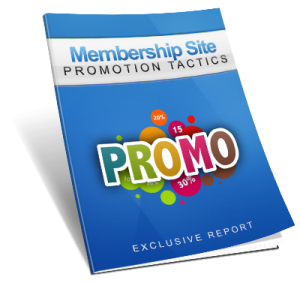 Membership Site
PROMOTION TACTICS
20%
15
PROMO
30%
EXCLUSIVE REPORT